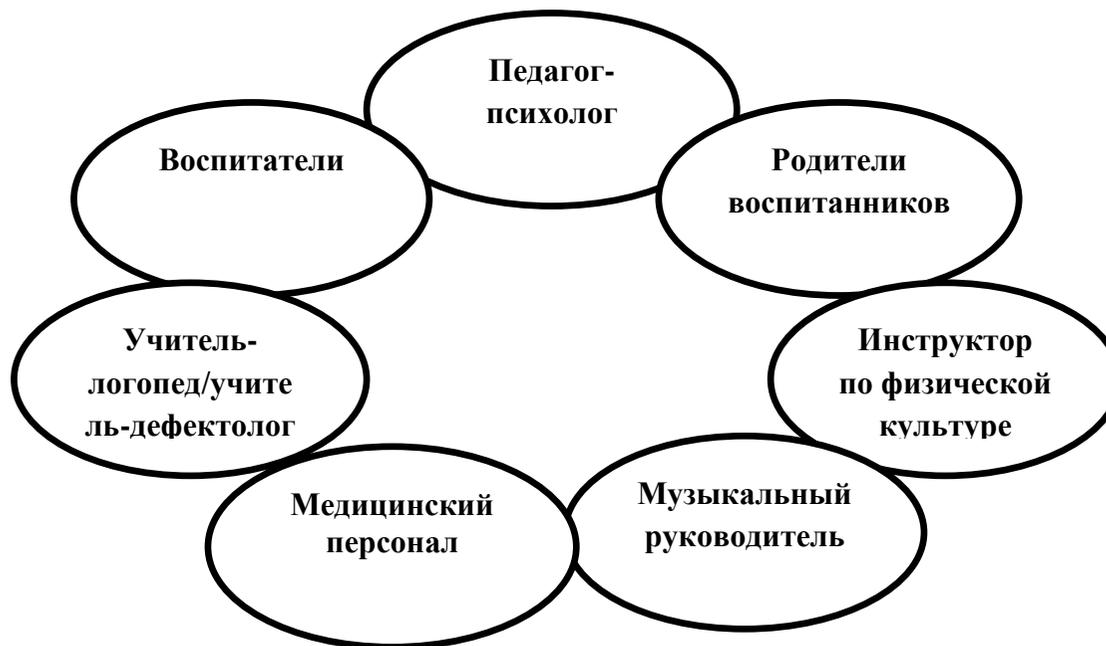 Педагог-
психолог
Воспитатели
Родители
воспитанников
Учитель-
логопед/учите
ль-дефектолог
Инструктор
по физической
культуре
Медицинский
персонал
Музыкальный
руководитель